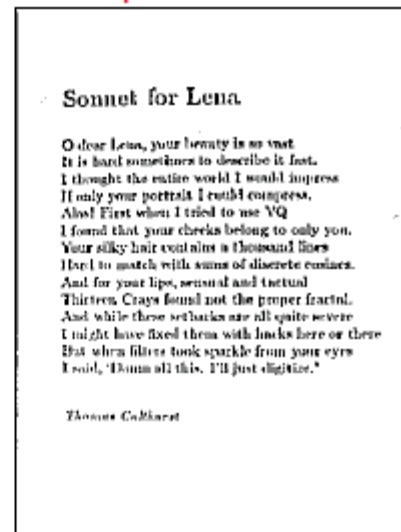 Sonnet for Lena
O dear Lena, your beauty is so vast
It is hard sometimes to describe it fast.
I thought the entire world I would impress
If only your portrait I could compress.
Alas! First when I tried to use VQ
I found that your cheeks belong to only you.
Your silky hair contains a thousand lines
Hard to match with sums of discrete cosines.
And for your lips, sensual and tactual
Thirteen Crays found not the proper fractal.
And while these setbacks are all quite severe
I might have fixed them with hacks here or there
But when filters took sparkle from your eyes
I said, 'Damn all this. I'll just digitize.'
Thomas Colthurst